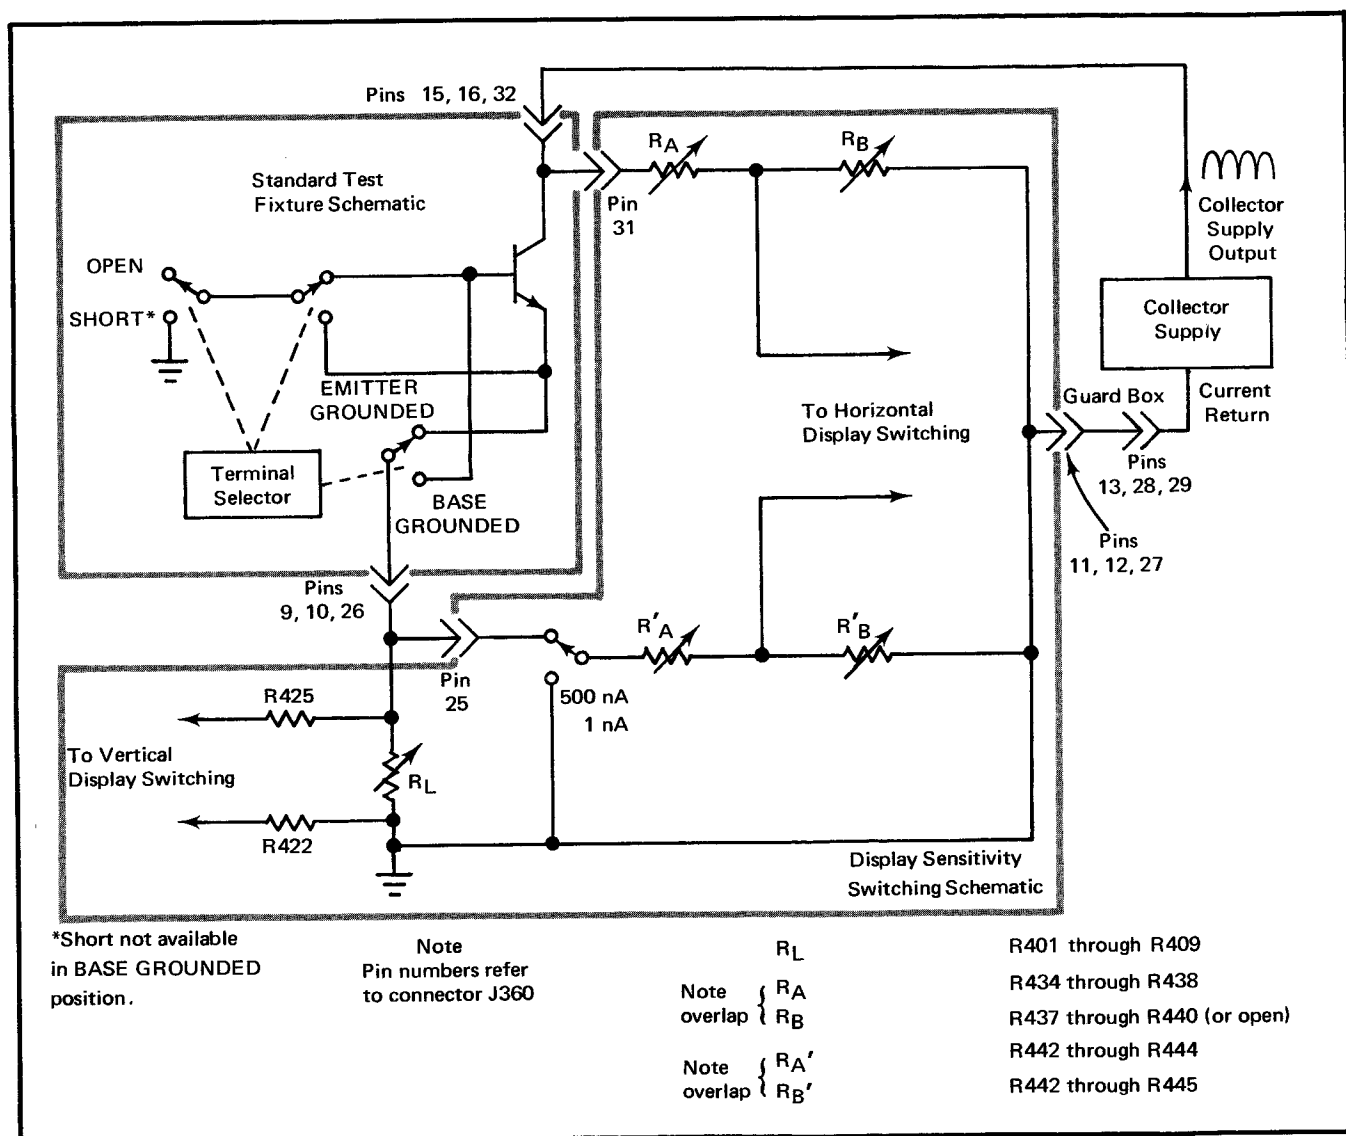 Pins 15, 16, 32
Standard Test
Fixture Schematic
OPEN
SHORT*
EMITTER
GROUNDED
Terminal
Selector
BASE
GROUNDED
Pins
9, 10, 26
RA
RB
Pin
31
To Horizontal
Display Switching
Collector
Supply
Output
Collector
Supply
Guard Box
Current
Return
Pins
13, 28, 29
Pins
11, 12, 27
R'A
R'B
Pin
25
500 nA
1 nA
R425
To Vertical
Display Switching
RL
R422
Display Sensitivity
Switching Schematic
*Short not available
in BASE GROUNDED
position.
Note
Pin numbers refer
to connector J360
RL R401 through R409
Note
overlap { RA R434 through R438
RB R437 through R440 (or open)
Note
overlap { RA' R442 through R444
RB' R442 through R445